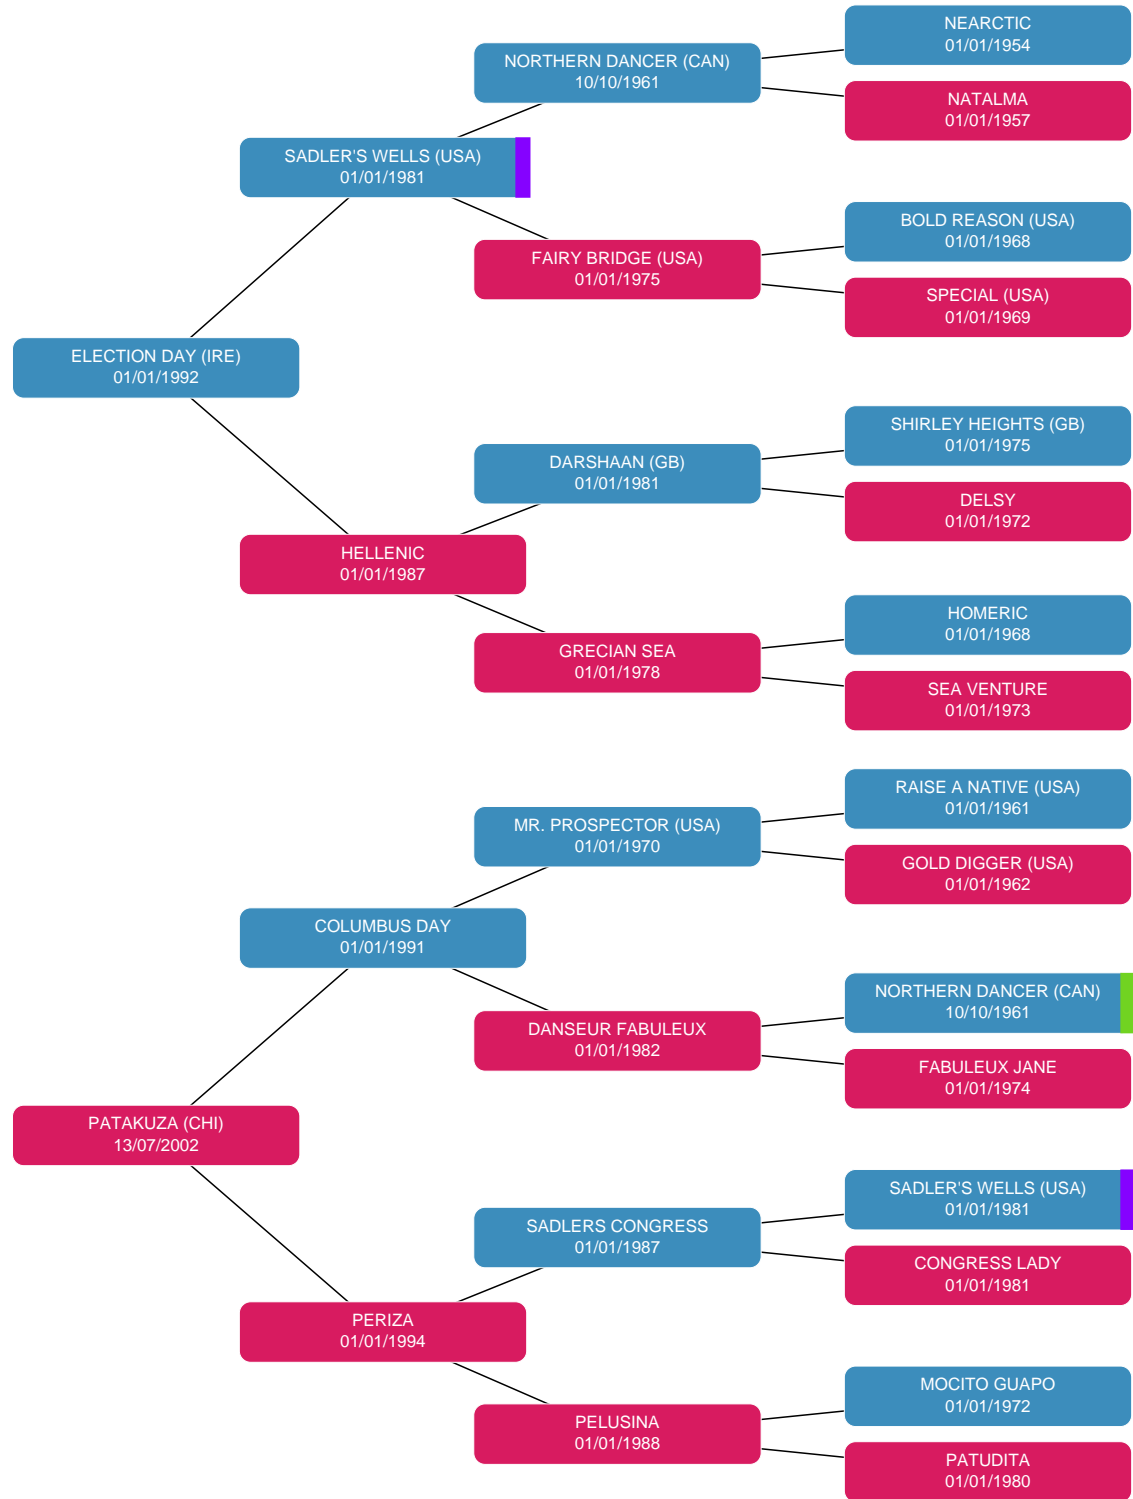 NEARCTIC
01/01/1954
NORTHERN DANCER (CAN)
10/10/1961
NATALMA
01/01/1957
SADLER'S WELLS (USA)
01/01/1981
BOLD REASON (USA)
01/01/1968
FAIRY BRIDGE (USA)
01/01/1975
SPECIAL (USA)
01/01/1969
ELECTION DAY (IRE)
01/01/1992
SHIRLEY HEIGHTS (GB)
01/01/1975
DARSHAAN (GB)
01/01/1981
DELSY
01/01/1972
HELLENIC
01/01/1987
HOMERIC
01/01/1968
GRECIAN SEA
01/01/1978
SEA VENTURE
01/01/1973
RAISE A NATIVE (USA)
01/01/1961
MR. PROSPECTOR (USA)
01/01/1970
GOLD DIGGER (USA)
01/01/1962
COLUMBUS DAY
01/01/1991
NORTHERN DANCER (CAN)
10/10/1961
DANSEUR FABULEUX
01/01/1982
FABULEUX JANE
01/01/1974
PATAKUZA (CHI)
13/07/2002
SADLER'S WELLS (USA)
01/01/1981
SADLERS CONGRESS
01/01/1987
CONGRESS LADY
01/01/1981
PERIZA
01/01/1994
MOCITO GUAPO
01/01/1972
PELUSINA
01/01/1988
PATUDITA
01/01/1980